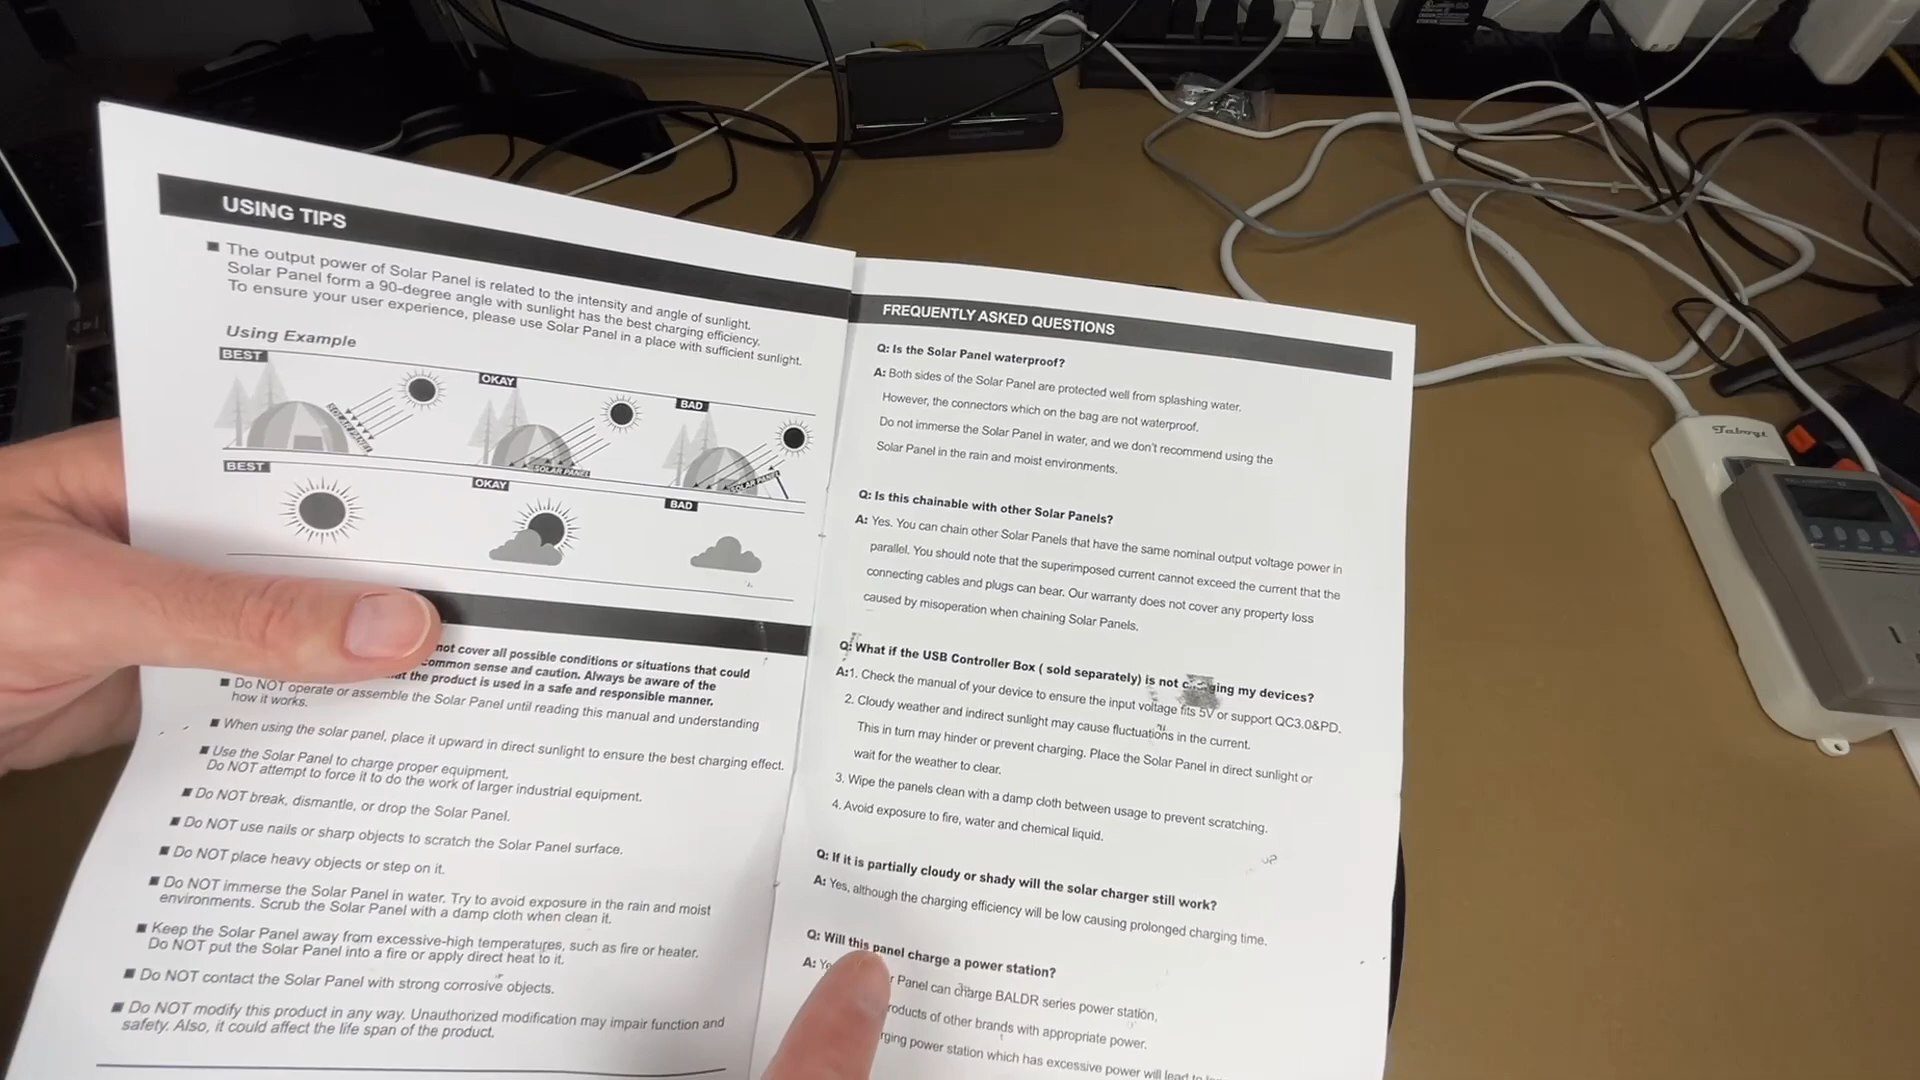 USING TIPS
■ The output power of Solar Panel is related to the intensity and angle of sunlight.
Solar Panel form a 90-degree angle with sunlight has the best charging efficiency.
To ensure your user experience, please use Solar Panel in a place with sufficient sunlight.
Using Example
BEST
OKAY
BAD
SOLAR PANEL
SOLAR PANEL
SOLAR PANEL
BEST
OKAY
BAD
not cover all possible conditions or situations that could
common sense and caution. Always be aware of the
the product is used in a safe and responsible manner.
■ Do NOT operate or assemble the Solar Panel until reading this manual and understanding
how it works.
■ When using the solar panel, place it upward in direct sunlight to ensure the best charging effect.
■ Use the Solar Panel to charge proper equipment.
Do NOT attempt to force it to do the work of larger industrial equipment.
■ Do NOT break, dismantle, or drop the Solar Panel.
■ Do NOT use nails or sharp objects to scratch the Solar Panel surface.
■ Do NOT place heavy objects or step on it.
■ Do NOT immerse the Solar Panel in water. Try to avoid exposure in the rain and moist
environments. Scrub the Solar Panel with a damp cloth when clean it.
■ Keep the Solar Panel away from excessive-high temperatures, such as fire or heater.
Do NOT put the Solar Panel into a fire or apply direct heat to it.
■ Do NOT contact the Solar Panel with strong corrosive objects.
■ Do NOT modify this product in any way. Unauthorized modification may impair function and
safety. Also, it could affect the life span of the product.
FREQUENTLY ASKED QUESTIONS
Q: Is the Solar Panel waterproof?
A: Both sides of the Solar Panel are protected well from splashing water.
However, the connectors which on the bag are not waterproof.
Do not immerse the Solar Panel in water, and we don't recommend using the
Solar Panel in the rain and moist environments.
Q: Is this chainable with other Solar Panels?
A: Yes. You can chain other Solar Panels that have the same nominal output voltage power in
parallel. You should note that the superimposed current cannot exceed the current that the
connecting cables and plugs can bear. Our warranty does not cover any property loss
caused by misoperation when chaining Solar Panels.
Q: What if the USB Controller Box ( sold separately) is not charging my devices?
A:1. Check the manual of your device to ensure the input voltage fits 5V or support QC3.0&PD.
2. Cloudy weather and indirect sunlight may cause fluctuations in the current.
This in turn may hinder or prevent charging. Place the Solar Panel in direct sunlight or
wait for the weather to clear.
3. Wipe the panels clean with a damp cloth between usage to prevent scratching.
4. Avoid exposure to fire, water and chemical liquid.
Q: If it is partially cloudy or shady will the solar charger still work?
A: Yes, although the charging efficiency will be low causing prolonged charging time.
Q: Will this panel charge a power station?
A: Panel can charge BALDR series power station,
products of other brands with appropriate power.
power station which has excessive power will lead to